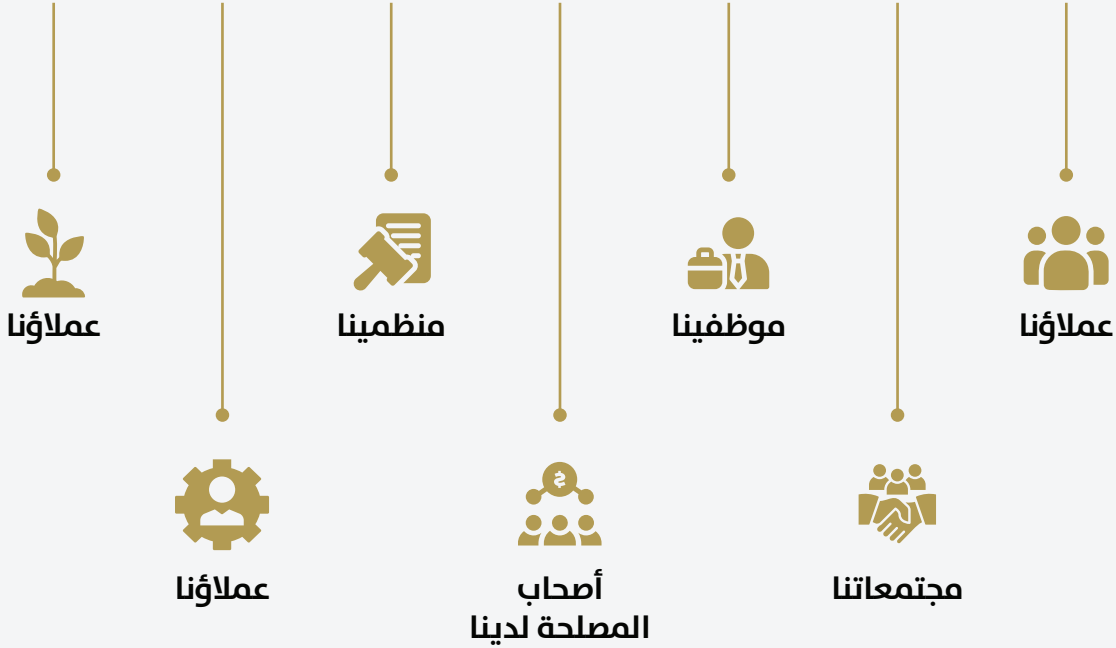 عملاؤنا
موظفينا
منظمينا
عملاؤنا
مجتمعاتنا
أصحاب
المصلحة لدينا
عملاؤنا